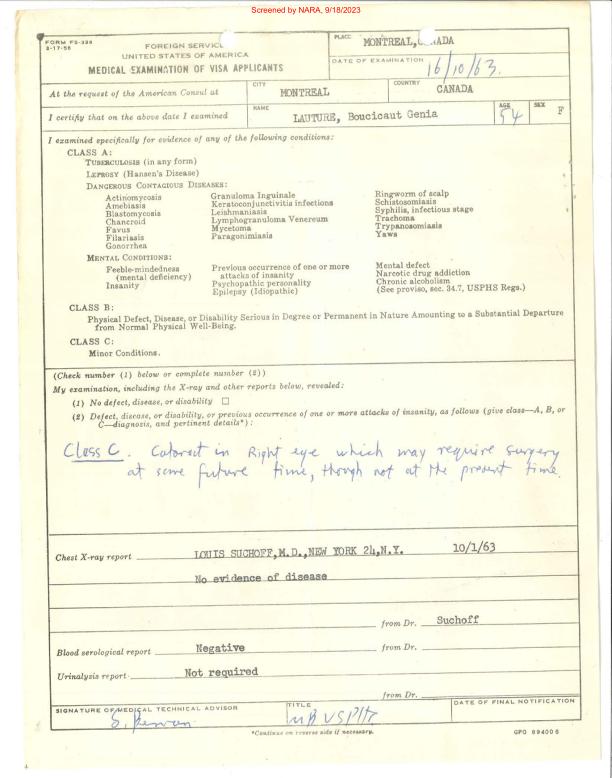 Screened by NARA, 9/18/2023
FORM FS-398
3-17-56
FOREIGN SERVICE
UNITED STATES OF AMERICA
MEDICAL EXAMINATION OF VISA APPLICANTS
PLACE
MONTREAL, CANADA
DATE OF EXAMINATION
16/10/63.
At the request of the American Consul at
CITY
MONTREAL
COUNTRY
CANADA
I certify that on the above date I examined
NAME
LAUTURE, Boucicaut Genia
AGE
54
SEX
F
I examined specifically for evidence of any of the following conditions:
CLASS A:
TUBERCULOSIS (in any form)
LEPROSY (Hansen's Disease)
DANGEROUS CONTAGIOUS DISEASES:
Actinomycosis
Amebiasis
Blastomycosis
Chancroid
Favus
Filariasis
Gonorrhea
Granuloma Inguinale
Keratoconjunctivitis infections
Leishmaniasis
Lymphogranuloma Venereum
Mycetoma
Paragonimiasis
Ringworm of scalp
Schistosomiasis
Syphilis, infectious stage
Trachoma
Trypanosomiasis
Yaws
MENTAL CONDITIONS:
Feeble-mindedness
(mental deficiency)
Insanity
Previous occurrence of one or more
attacks of insanity
Psychopathic personality
Epilepsy (Idiopathic)
Mental defect
Narcotic drug addiction
Chronic alcoholism
(See proviso, sec. 34.7, USPHS Regs.)
CLASS B:
Physical Defect, Disease, or Disability Serious in Degree or Permanent in Nature Amounting to a Substantial Departure
from Normal Physical Well-Being.
CLASS C:
Minor Conditions.
(Check number (1) below or complete number (2))
My examination, including the X-ray and other reports below, revealed:
(1) No defect, disease, or disability ☐
(2) Defect, disease, or disability, or previous occurrence of one or more attacks of insanity, as follows (give class—A, B, or
C—diagnosis, and pertinent details*):
Class C. Cataract in Right eye which may require surgery
at some future time, though not at the present time.
Chest X-ray report
LOUIS SUCHOFF,M.D.,NEW YORK 24,N.Y. 10/1/63
No evidence of disease
from Dr. Suchoff
Blood serological report Negative from Dr.
Urinalysis report Not required
from Dr.
SIGNATURE OF MEDICAL TECHNICAL ADVISOR
TITLE
USPHS
DATE OF FINAL NOTIFICATION
*Continue on reverse side if necessary.
GPO 894006